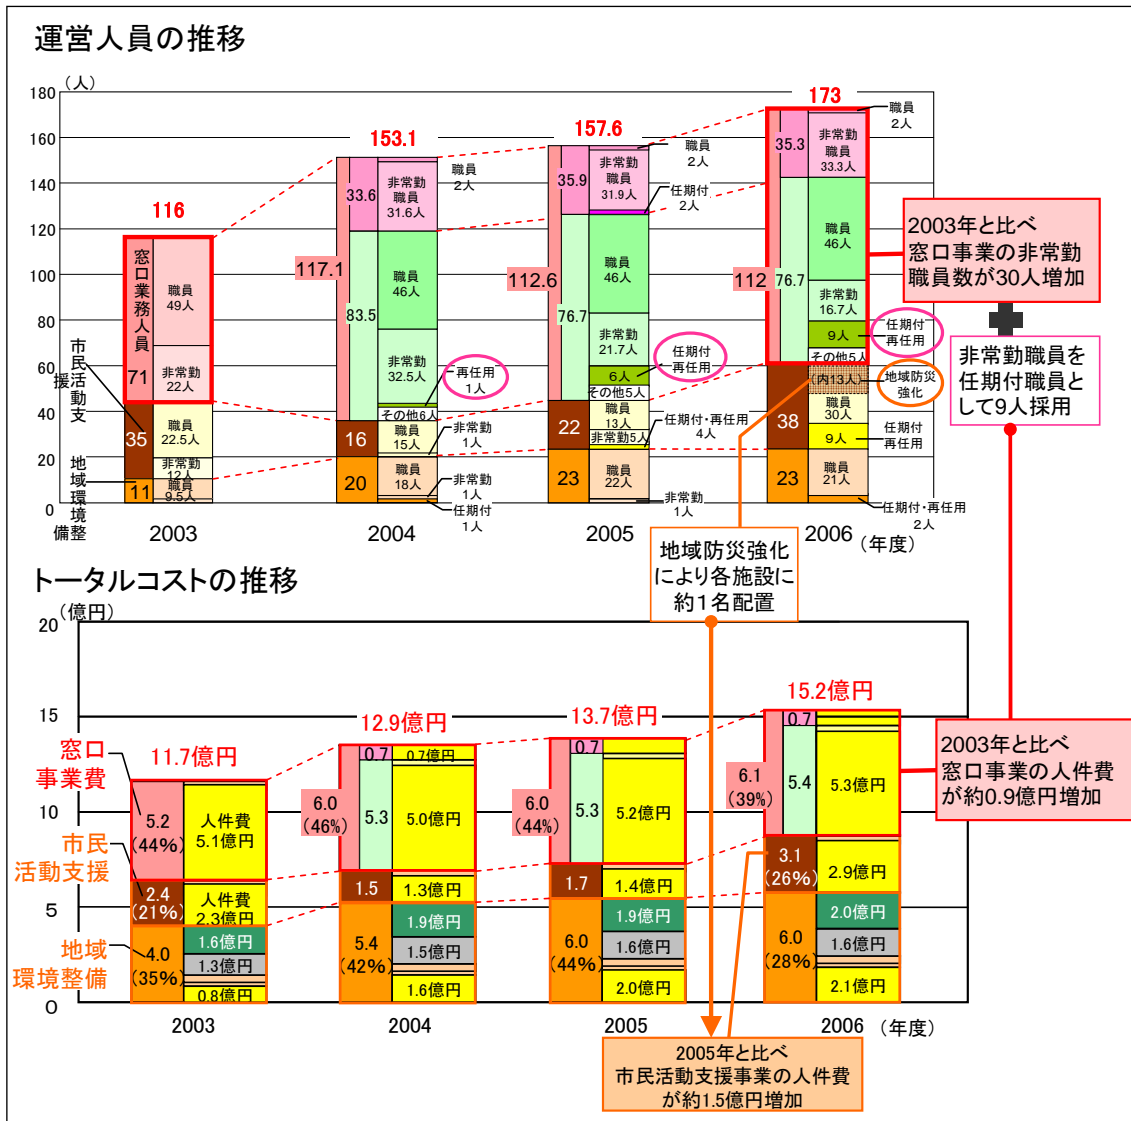 運営人員の推移
(人)
180
160
140
120
100
80
60
40
20
0
116
窓口業務人員
71
35
11
職員
49人
非常勤
22人
職員
22.5人
非常勤
12人
職員
9.5人
市民活動支援
地域環境整備
2003
153.1
117.1
33.6
83.5
16
20
職員
2人
非常勤
職員
31.6人
職員
46人
非常勤
32.5人
再任用
1人
その他6人
職員
15人
非常勤
1人
職員
18人
非常勤
1人
任期付
1人
2004
157.6
112.6
35.9
76.7
22
23
職員
2人
非常勤
職員
31.9人
任期付
2人
職員
46人
非常勤
21.7人
6人
任期付
再任用
その他5人
職員
13人
非常勤5人
任期付・再任用
4人
職員
22人
非常勤
1人
2005
173
112
35.3
76.7
38
23
職員
2人
非常勤
職員
33.3人
職員
46人
非常勤
16.7人
9人
任期付
再任用
その他5人
(内13人)
地域防災
強化
職員
30人
9人
任期付
再任用
職員
21人
任期付・再任用
2人
2006
(年度)
2003年と比べ
窓口事業の非常勤
職員数が30人増加
非常勤職員を
任期付職員と
して9人採用
地域防災強化
により各施設に
約1名配置
トータルコストの推移
(億円)
20
15
10
5
0
窓口
事業費
市民
活動支援
地域
環境整備
11.7億円
5.2
(44%)
人件費
5.1億円
2.4
(21%)
人件費
2.3億円
4.0
(35%)
1.6億円
1.3億円
0.8億円
2003
12.9億円
6.0
(46%)
0.7
0.7億円
5.3
5.0億円
1.5
1.3億円
5.4
(42%)
1.9億円
1.5億円
1.6億円
2004
13.7億円
6.0
(44%)
0.7
5.3
5.2億円
1.7
1.4億円
6.0
(44%)
1.9億円
1.6億円
2.0億円
2005
15.2億円
6.1
(39%)
0.7
5.4
5.3億円
3.1
(26%)
2.9億円
6.0
(28%)
2.0億円
1.6億円
2.1億円
2006
(年度)
2003年と比べ
窓口事業の人件費
が約0.9億円増加
2005年と比べ
市民活動支援事業の人件費
が約1.5億円増加